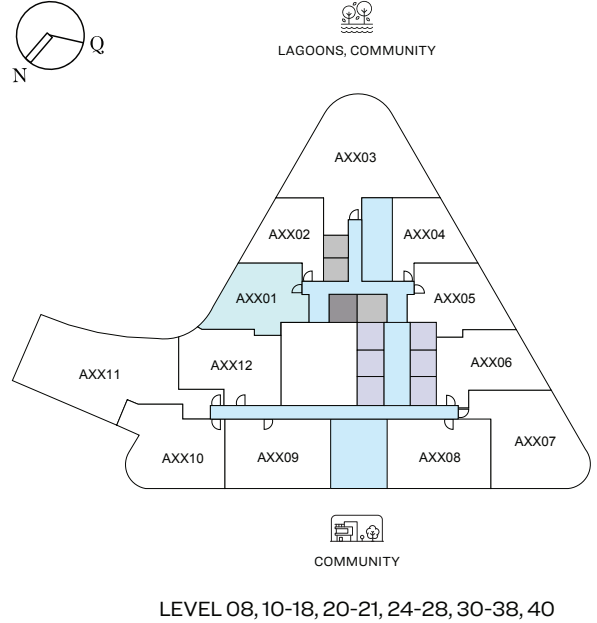 Q
N
LAGOONS, COMMUNITY
AXX03
AXX02
AXX04
AXX01
AXX05
AXX11
AXX12
AXX06
AXX10
AXX09
AXX08
AXX07
COMMUNITY
LEVEL 08, 10-18, 20-21, 24-28, 30-38, 40